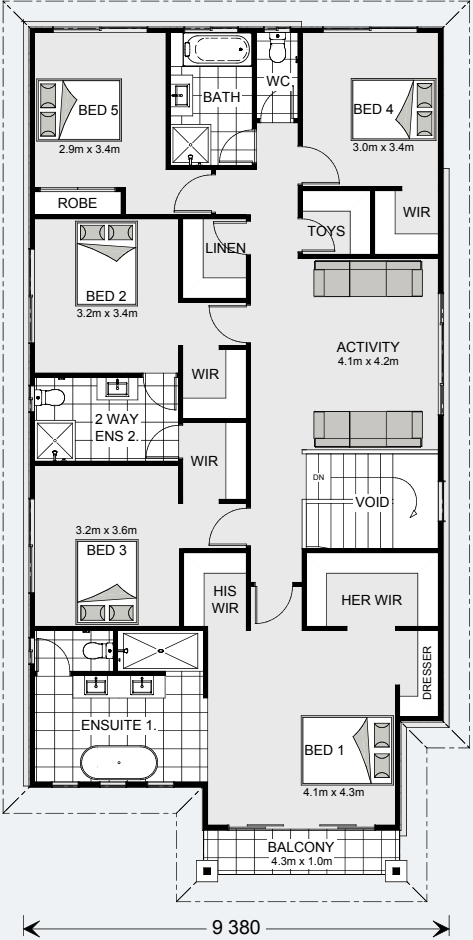 BED 5
2.9m x 3.4m
BATH
WC
BED 4
3.0m x 3.4m
ROBE
LINEN
TOYS
WIR
BED 2
3.2m x 3.4m
ACTIVITY
4.1m x 4.2m
WIR
2 WAY
ENS 2.
WIR
DN
VOID
3.2m x 3.6m
BED 3
HIS
WIR
HER WIR
DRESSER
ENSUITE 1.
BED 1
4.1m x 4.3m
BALCONY
4.3m x 1.0m
9 380